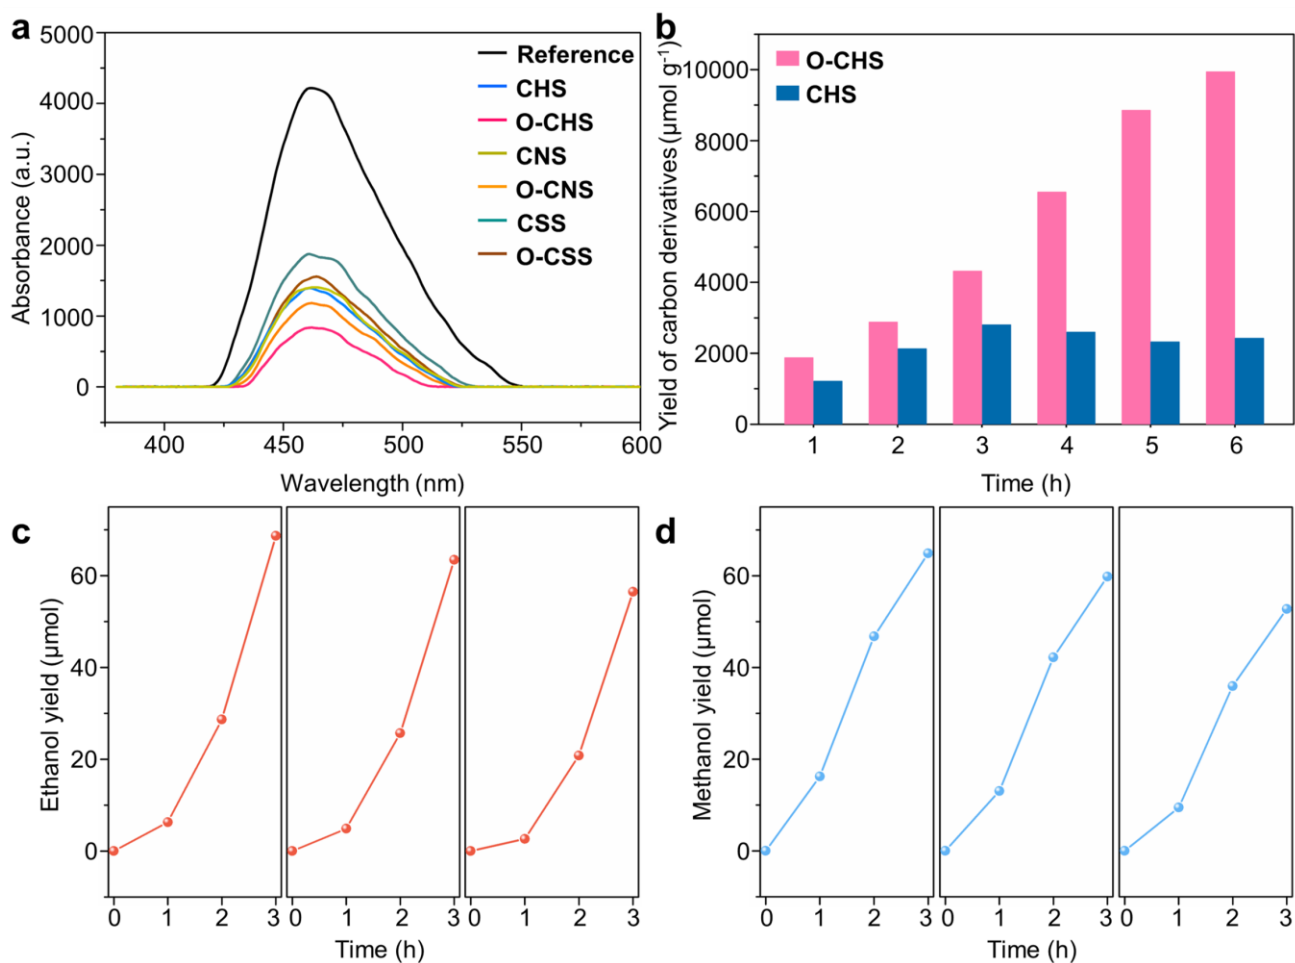 a
5000
4000
3000
2000
1000
0
Absorbance (a.u.)
Reference
CHS
O-CHS
CNS
O-CNS
CSS
O-CSS
400 450 500 550 600
Wavelength (nm)
b
Yield of carbon derivatives (μmol g⁻¹)
10000
8000
6000
4000
2000
0
O-CHS
CHS
1 2 3 4 5 6
Time (h)
c
Ethanol yield (μmol)
60
40
20
0
0 1 2 3 0 1 2 3 0 1 2 3
Time (h) Time (h) Time (h)
d
Methanol yield (μmol)
60
40
20
0
0 1 2 3 0 1 2 3 0 1 2 3
Time (h) Time (h) Time (h)